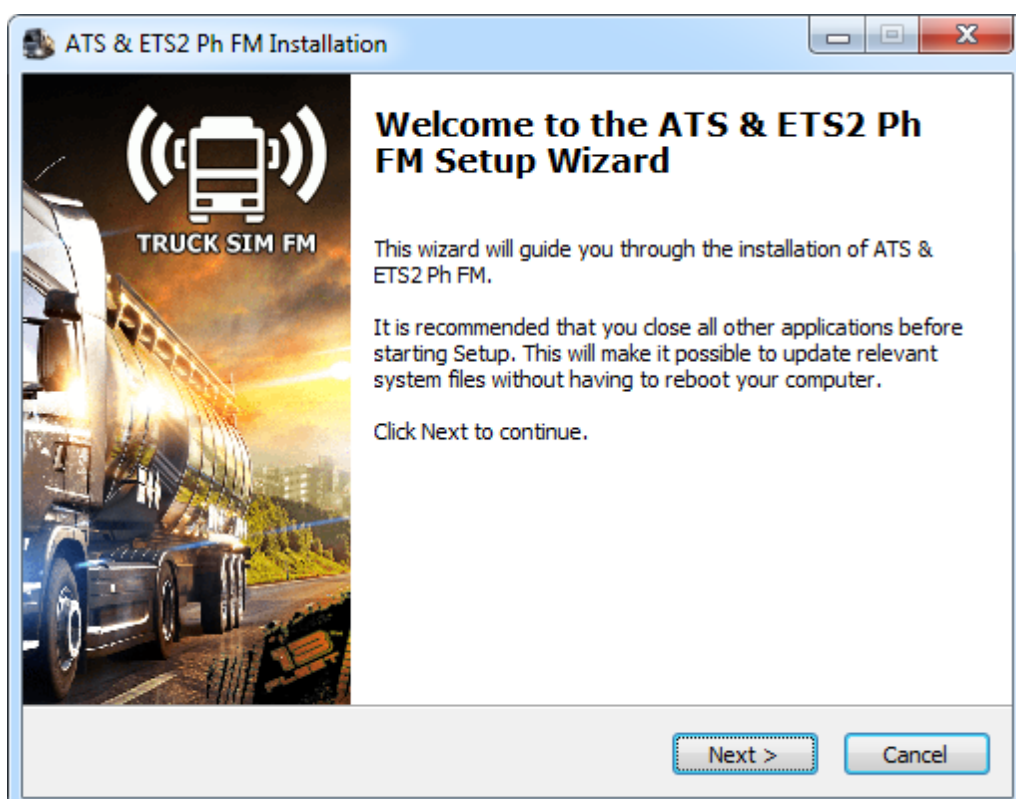 ATS & ETS2 Ph FM Installation
TRUCK SIM FM
Welcome to the ATS & ETS2 Ph
FM Setup Wizard
This wizard will guide you through the installation of ATS &
ETS2 Ph FM.
It is recommended that you close all other applications before
starting Setup. This will make it possible to update relevant
system files without having to reboot your computer.
Click Next to continue.
Next >
Cancel